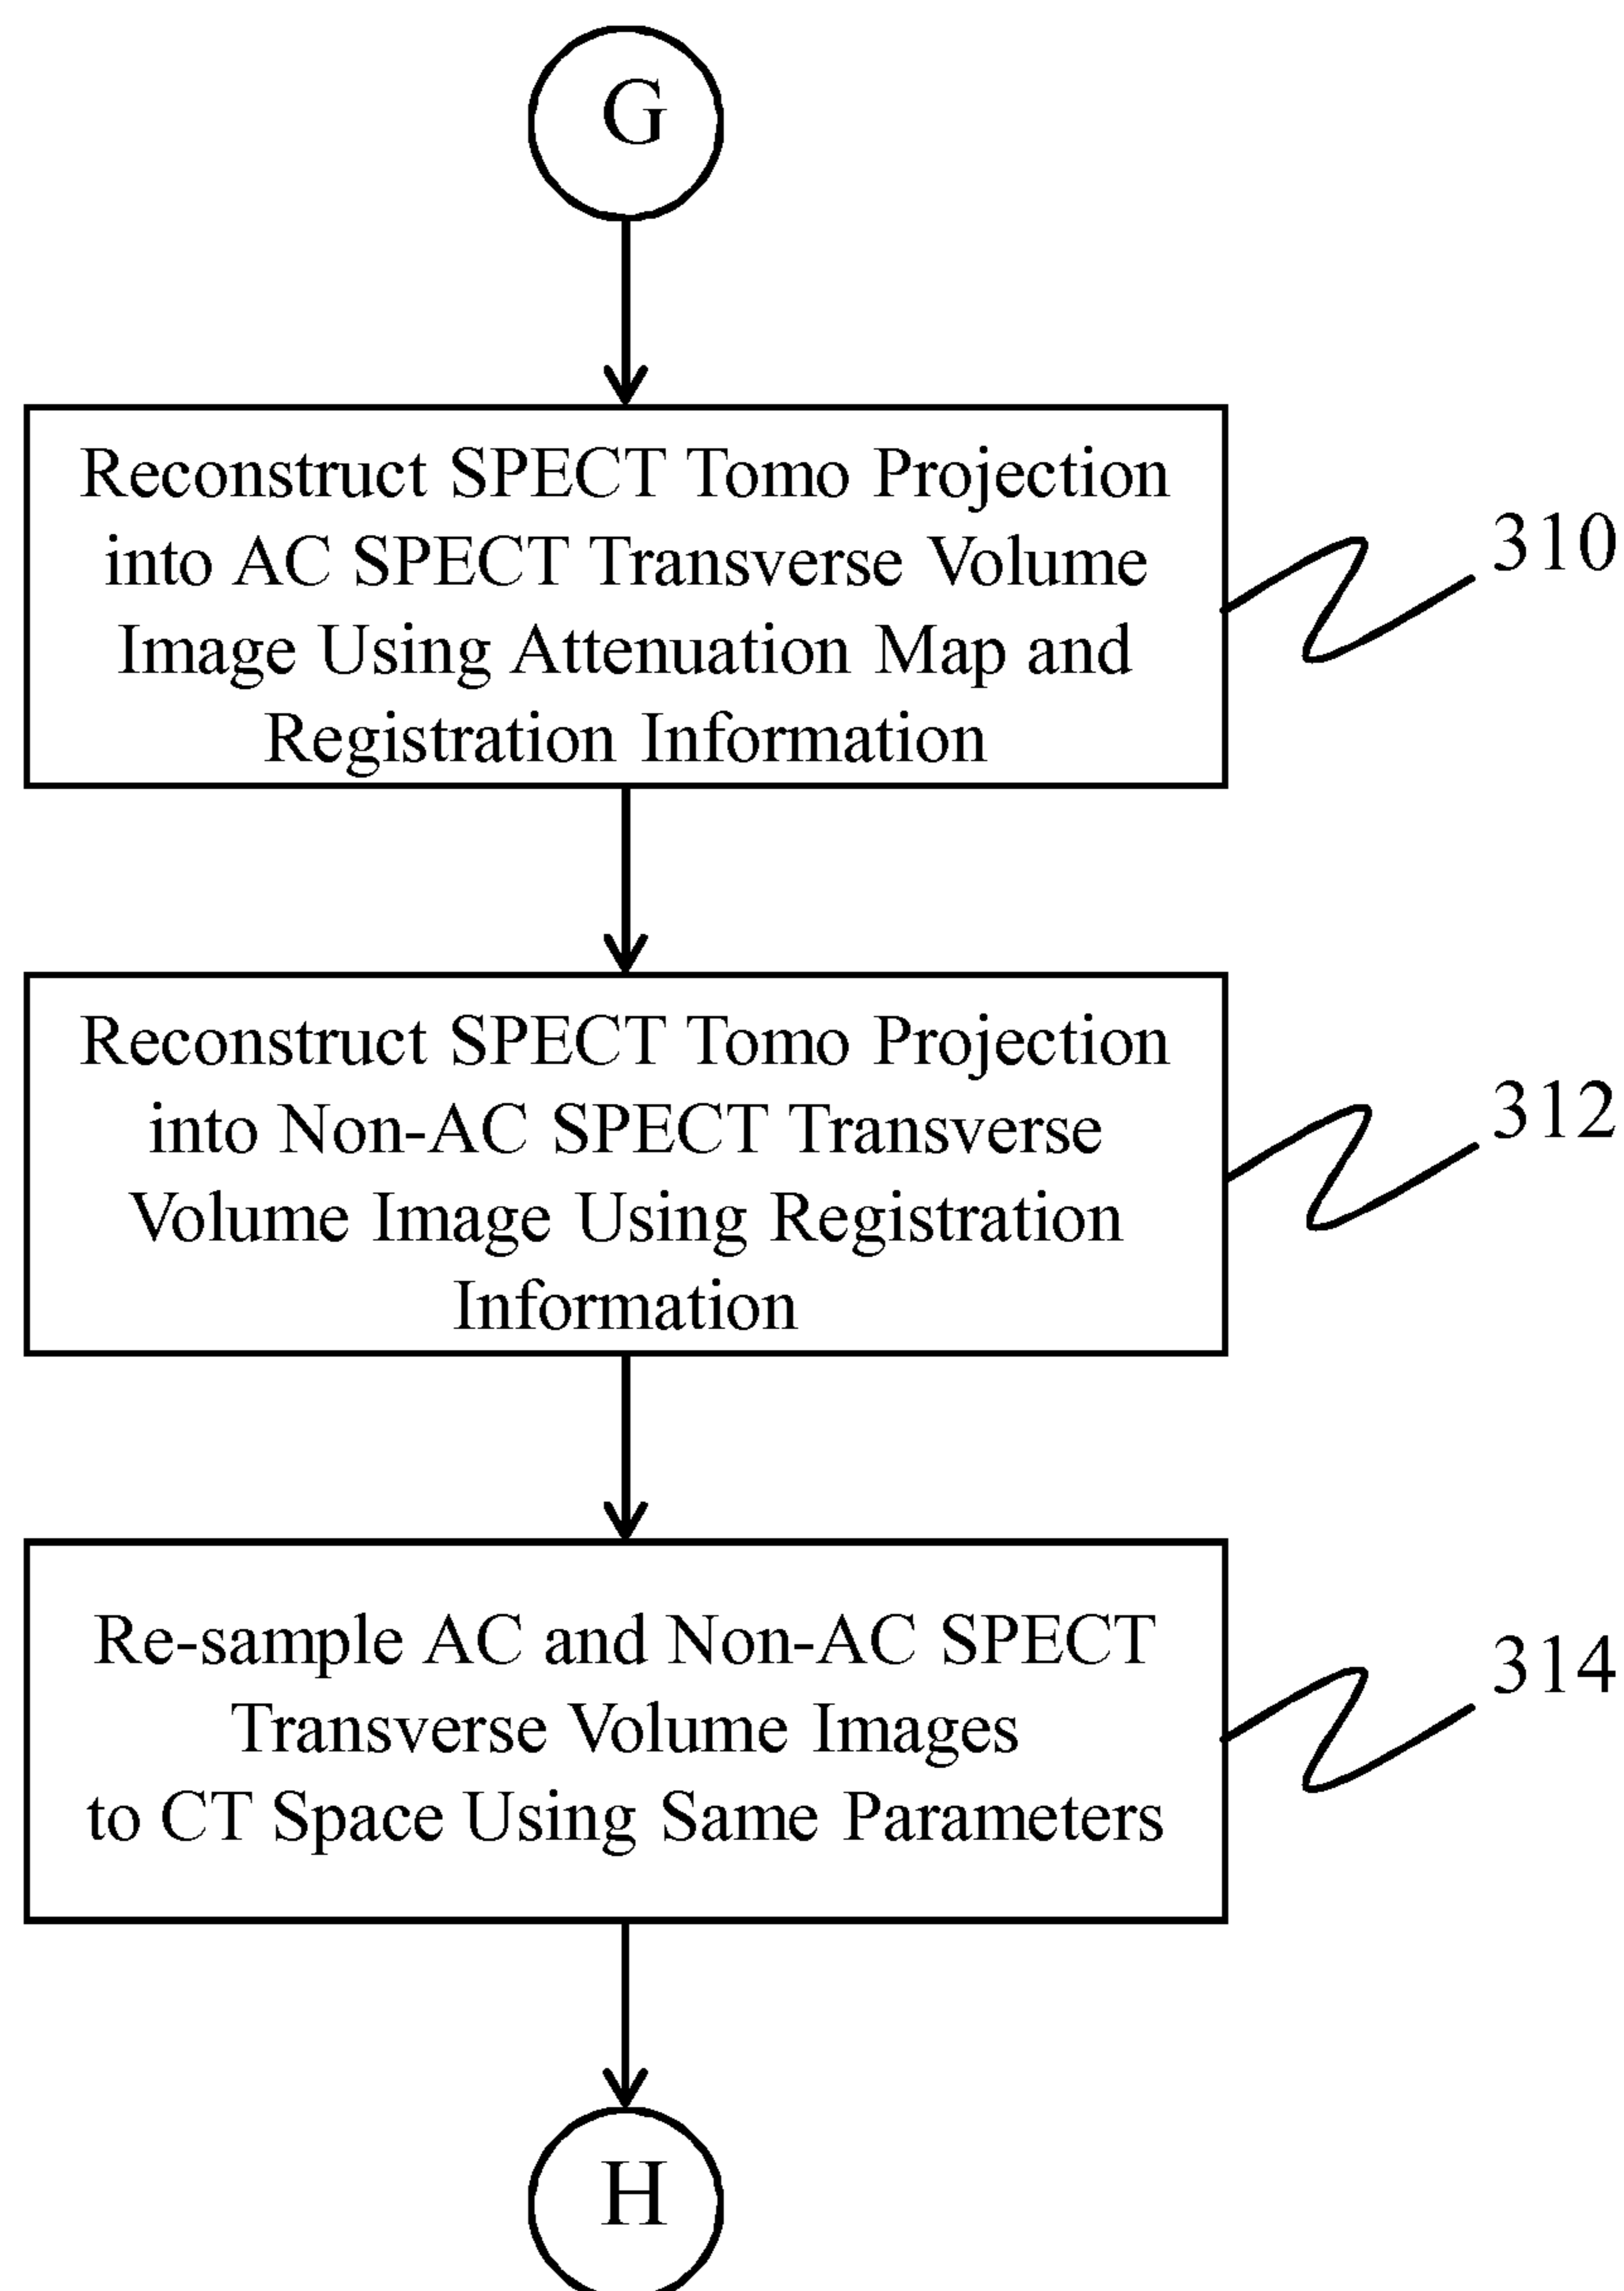 G
Reconstruct SPECT Tomo Projection
into AC SPECT Transverse Volume
Image Using Attenuation Map and
Registration Information
310
Reconstruct SPECT Tomo Projection
into Non-AC SPECT Transverse
Volume Image Using Registration
Information
312
Re-sample AC and Non-AC SPECT
Transverse Volume Images
to CT Space Using Same Parameters
314
H